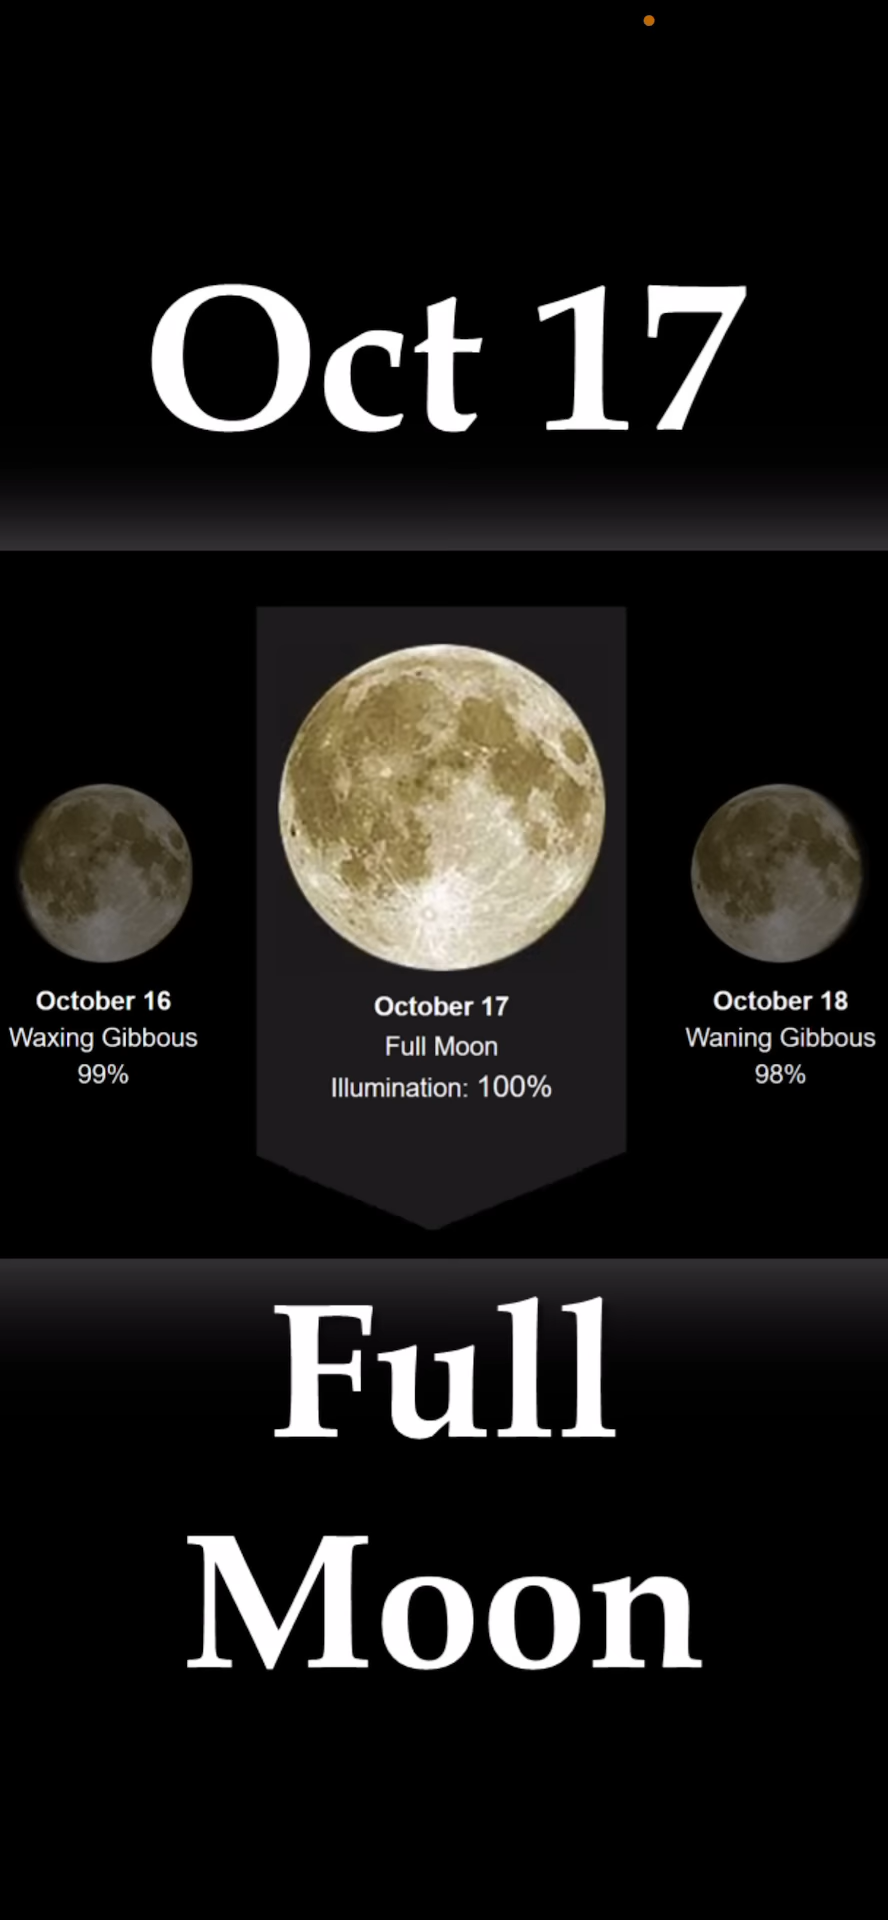 Oct 17
October 16
Waxing Gibbous
99%
October 17
Full Moon
Illumination: 100%
October 18
Waning Gibbous
98%
Full
Moon